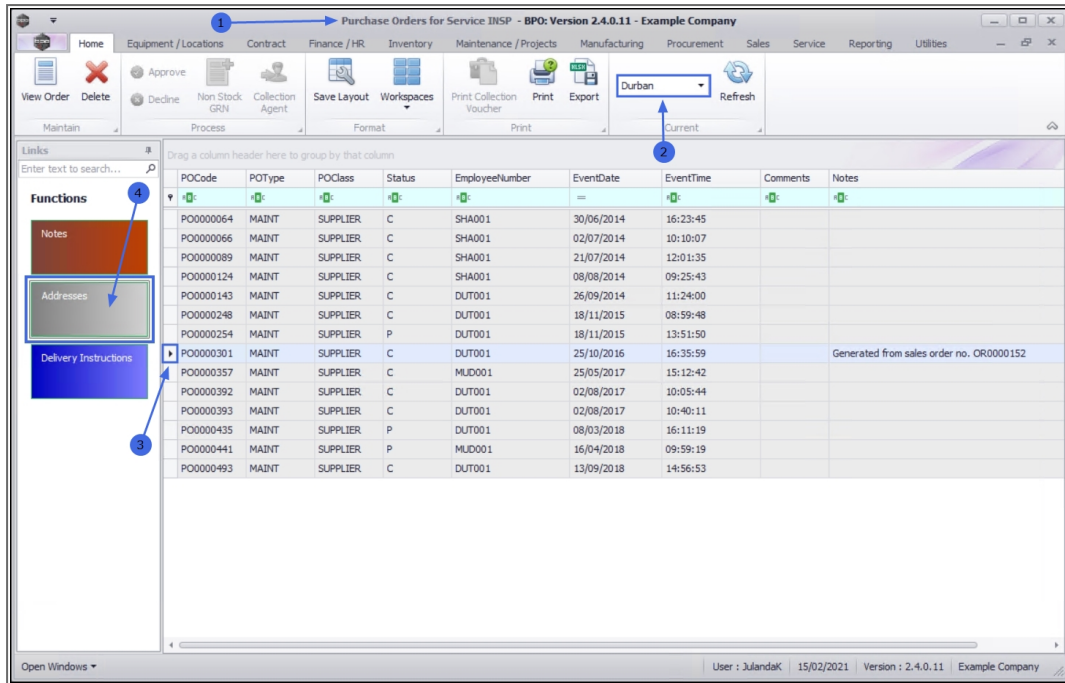 1
Purchase Orders for Service INSP - BPO: Version 2.4.0.11 - Example Company
Home Equipment / Locations Contract Finance / HR Inventory Maintenance / Projects Manufacturing Procurement Sales Service Reporting Utilities
View Order Delete Approve Decline Non Stock GRN Collection Agent Save Layout Workspaces Print Collection Voucher Print Export Durban Refresh
Maintain Process Format Print Current
2
Links
Enter text to search...
Functions
4
Notes
Addresses
Delivery Instructions
3
Drag a column header here to group by that column
POCode POType POClass Status EmployeeNumber EventDate EventTime Comments Notes
PO0000064 MAINT SUPPLIER C SHA001 30/06/2014 16:23:45
PO0000066 MAINT SUPPLIER C SHA001 02/07/2014 10:10:07
PO0000089 MAINT SUPPLIER C SHA001 21/07/2014 12:01:35
PO0000124 MAINT SUPPLIER C SHA001 08/08/2014 09:25:43
PO0000143 MAINT SUPPLIER C DUT001 26/09/2014 11:24:00
PO0000248 MAINT SUPPLIER C DUT001 18/11/2015 08:59:48
PO0000254 MAINT SUPPLIER P DUT001 18/11/2015 13:51:50
PO0000301 MAINT SUPPLIER C DUT001 25/10/2016 16:35:59 Generated from sales order no. OR0000152
PO0000357 MAINT SUPPLIER C MUD001 25/05/2017 15:12:42
PO0000392 MAINT SUPPLIER C DUT001 02/08/2017 10:05:44
PO0000393 MAINT SUPPLIER C DUT001 02/08/2017 10:40:11
PO0000435 MAINT SUPPLIER P DUT001 08/03/2018 16:11:19
PO0000441 MAINT SUPPLIER P MUD001 16/04/2018 09:59:19
PO0000493 MAINT SUPPLIER C DUT001 13/09/2018 14:56:53
Open Windows User : JulandaK 15/02/2021 Version : 2.4.0.11 Example Company